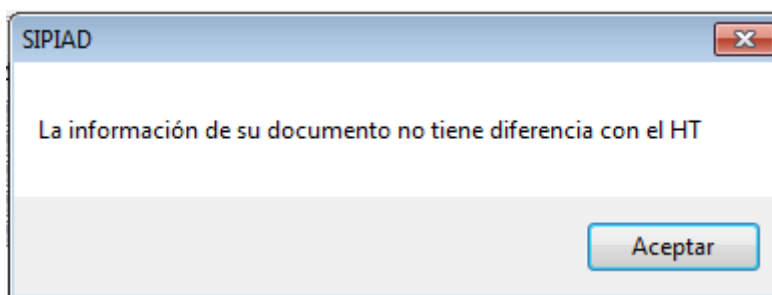 SIPIAD
La información de su documento no tiene diferencia con el HT
Aceptar